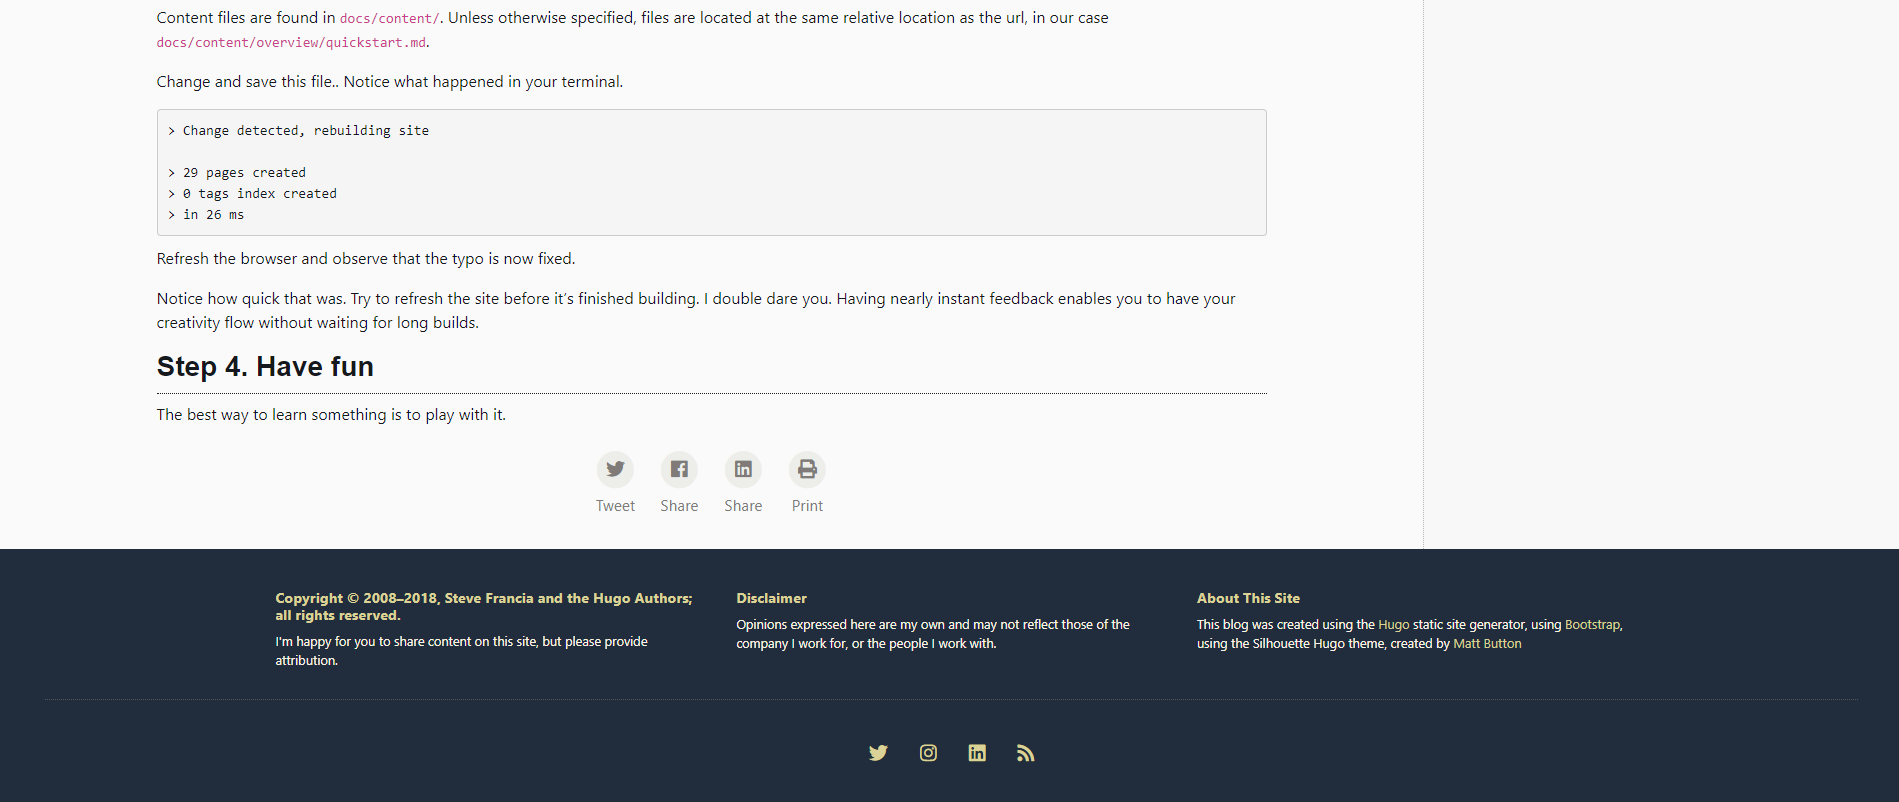 Content files are found in docs/content/. Unless otherwise specified, files are located at the same relative location as the url, in our case
docs/content/overview/quickstart.md.
Change and save this file.. Notice what happened in your terminal.
> Change detected, rebuilding site
> 29 pages created
> 0 tags index created
> in 26 ms
Refresh the browser and observe that the typo is now fixed.
Notice how quick that was. Try to refresh the site before it’s finished building. I double dare you. Having nearly instant feedback enables you to have your
creativity flow without waiting for long builds.
Step 4. Have fun
The best way to learn something is to play with it.
Tweet Share Share Print
Copyright © 2008–2018, Steve Francia and the Hugo Authors;
all rights reserved.
I'm happy for you to share content on this site, but please provide
attribution.
Disclaimer
Opinions expressed here are my own and may not reflect those of the
company I work for, or the people I work with.
About This Site
This blog was created using the Hugo static site generator, using Bootstrap,
using the Silhouette Hugo theme, created by Matt Button